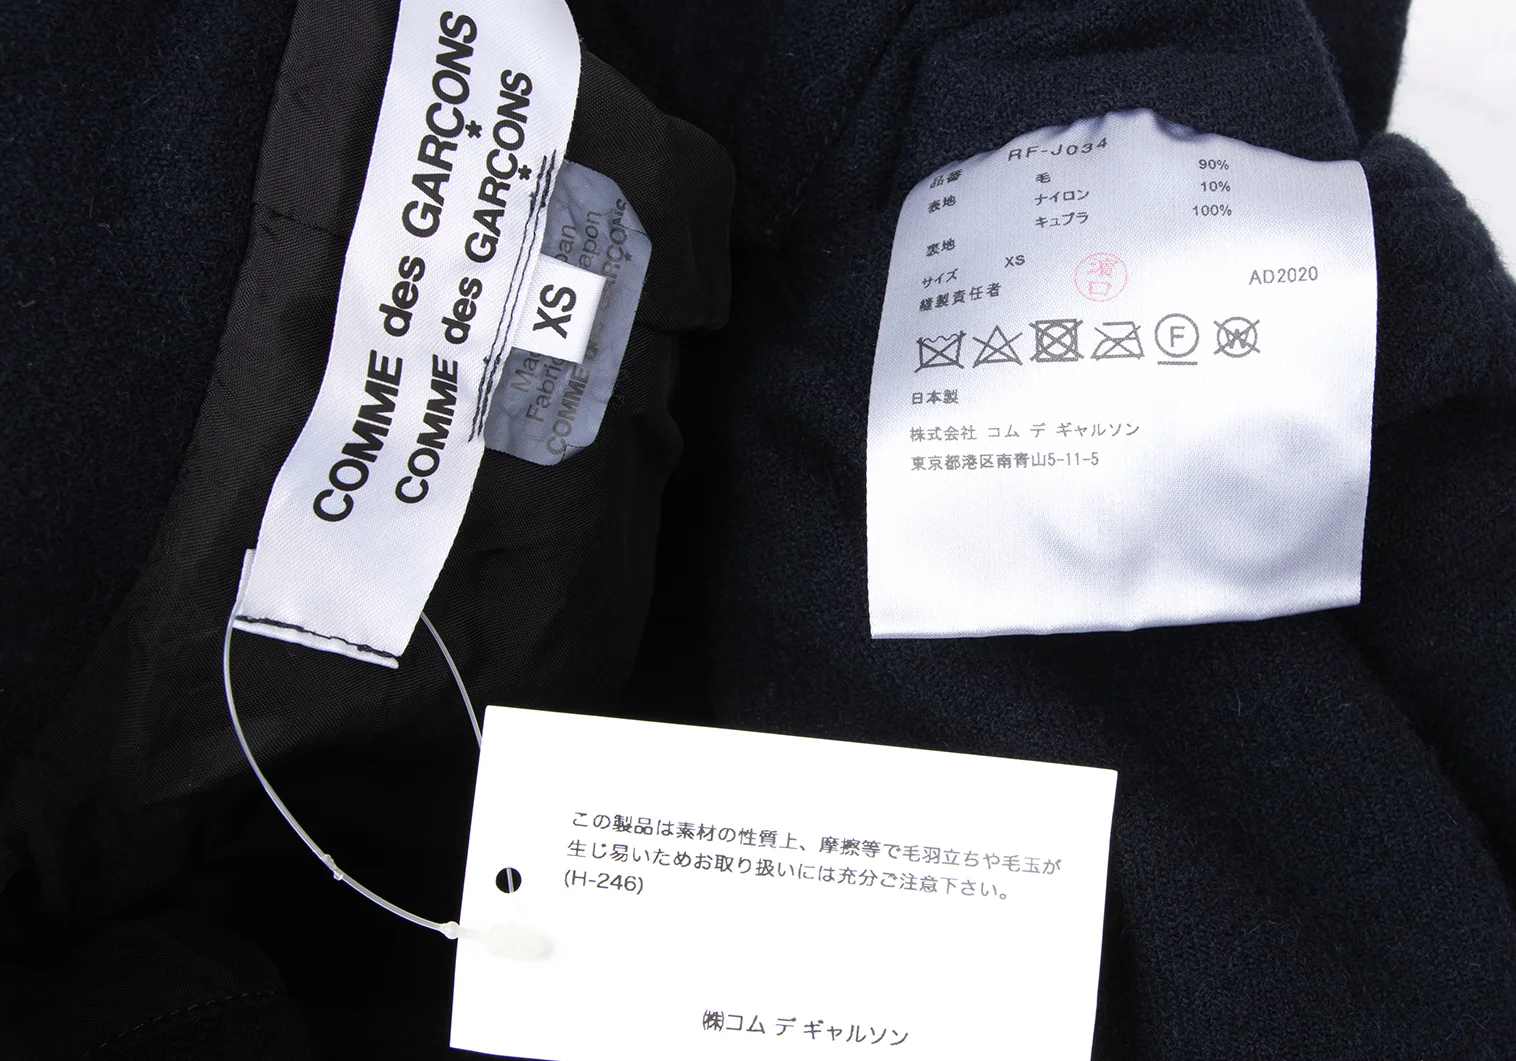 COMME des GARÇONS
COMME des GARÇONS
XS
COMME des GARÇONS
RF-J034
品番
毛 90%
表地
ナイロン 10%
キュプラ 100%
裏地
サイズ XS
縫製責任者
濱口
AD2020
F
W
日本製
株式会社 コム デ ギャルソン
東京都港区南青山5-11-5
この製品は素材の性質上、摩擦等で毛羽立ちや毛玉が
生じ易いためお取り扱いには充分ご注意下さい。
(H-246)
㈱コム デ ギャルソン